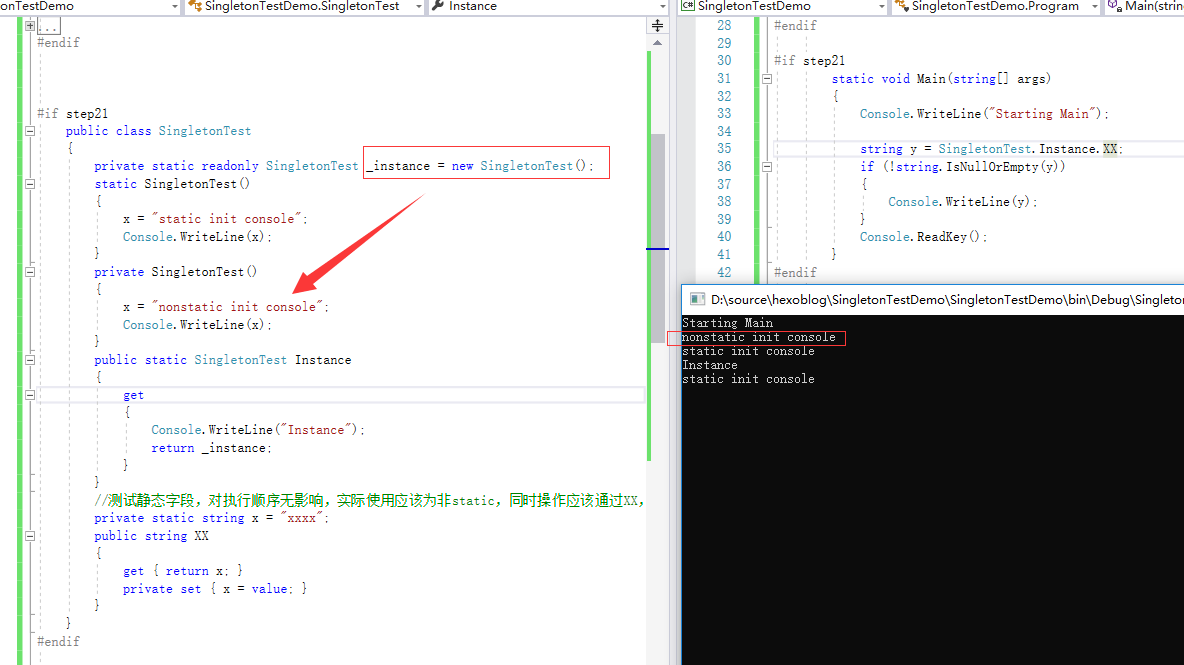 onTestDemo
SingletonTestDemo.SingletonTest
Instance
...
#endif
#if step21
public class SingletonTest
{
private static readonly SingletonTest _instance = new SingletonTest();
static SingletonTest()
{
x = "static init console";
Console.WriteLine(x);
}
private SingletonTest()
{
x = "nonstatic init console";
Console.WriteLine(x);
}
public static SingletonTest Instance
{
get
{
Console.WriteLine("Instance");
return _instance;
}
}
//测试静态字段，对执行顺序无影响，实际使用应该为非static，同时操作应该通过XX，
private static string x = "xxxx";
public string XX
{
get { return x; }
private set { x = value; }
}
}
#endif
C# SingletonTestDemo
SingletonTestDemo.Program
Main(strin
28 #endif
29
30 #if step21
31 static void Main(string[] args)
32 {
33 Console.WriteLine("Starting Main");
34
35 string y = SingletonTest.Instance.XX;
36 if (!string.IsNullOrEmpty(y))
37 {
38 Console.WriteLine(y);
39 }
40 Console.ReadKey();
41 }
42 #endif
D:\source\hexoblog\SingletonTestDemo\SingletonTestDemo\bin\Debug\Singleto
Starting Main
nonstatic init console
static init console
Instance
static init console